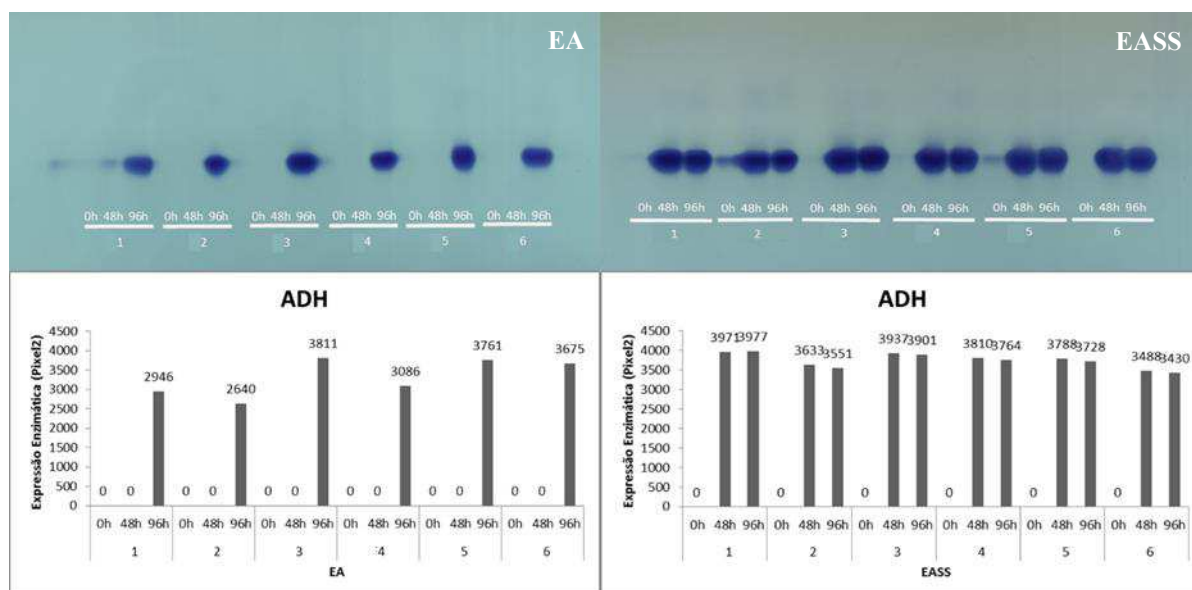 EA
0h 48h 96h 0h 48h 96h 0h 48h 96h 0h 48h 96h 0h 48h 96h 0h 48h 96h
1 2 3 4 5 6
EASS
0h 48h 96h 0h 48h 96h 0h 48h 96h 0h 48h 96h 0h 48h 96h 0h 48h 96h
1 2 3 4 5 6
ADH
Expressão Enzimática (Pixel2)
4500
4000
3500
3000
2500
2000
1500
1000
500
0
0 0 2946 0 0 2640 0 0 3811 0 0 3086 0 0 3761 0 0 3675
0h 48h 96h 0h 48h 96h 0h 48h 96h 0h 48h 96h 0h 48h 96h 0h 48h 96h
1 2 3 4 5 6
EA
ADH
Expressão Enzimática (Pixel2)
4500
4000
3500
3000
2500
2000
1500
1000
500
0
0 3971 3977 0 3633 3551 0 3937 3901 0 3810 3764 0 3788 3728 0 3488 3430
0h 48h 96h 0h 48h 96h 0h 48h 96h 0h 48h 96h 0h 48h 96h 0h 48h 96h
1 2 3 4 5 6
EASS